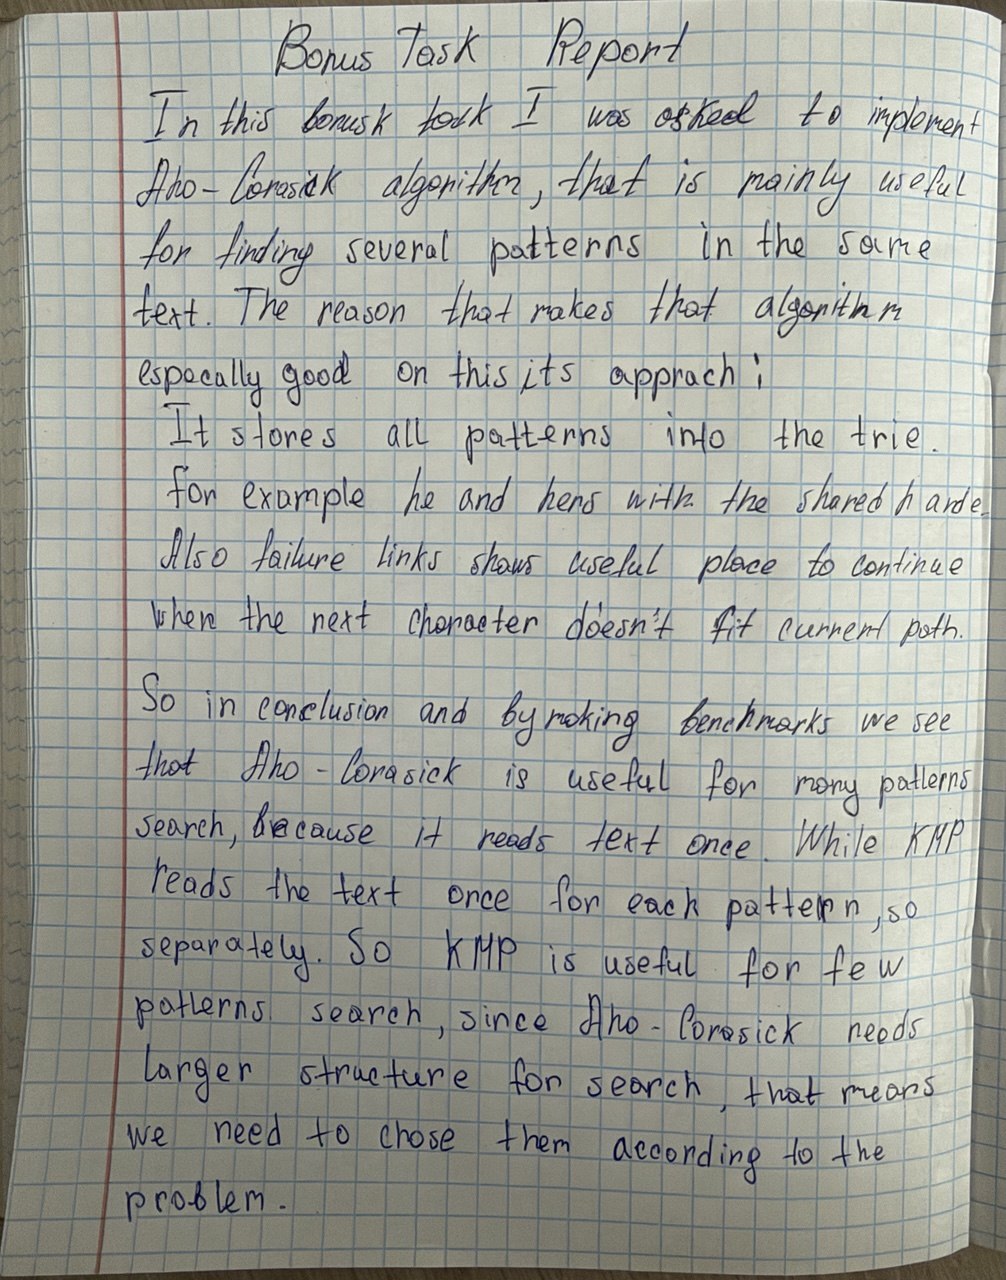 Bonus Task Report
In this bonusk task I was asked to implement
Aho-Corasick algorithm, that is mainly useful
for finding several patterns in the same
text. The reason that makes that algorithm
especally good on this its apprach:
It stores all patterns into the trie.
For example he and hers with the shared h
Also failure links shows useful place to continue
when the next character doesn't fit current path.
So in conclusion and by making benchmarks we see
that Aho-Corasick is useful for many patterns
search, because it reads text once. While KMP
reads the text once for each pattern, so
separately. So KMP is useful for few
patterns search, since Aho-Corasick needs
larger structure for search, that means
we need to chose them according to the
problem.